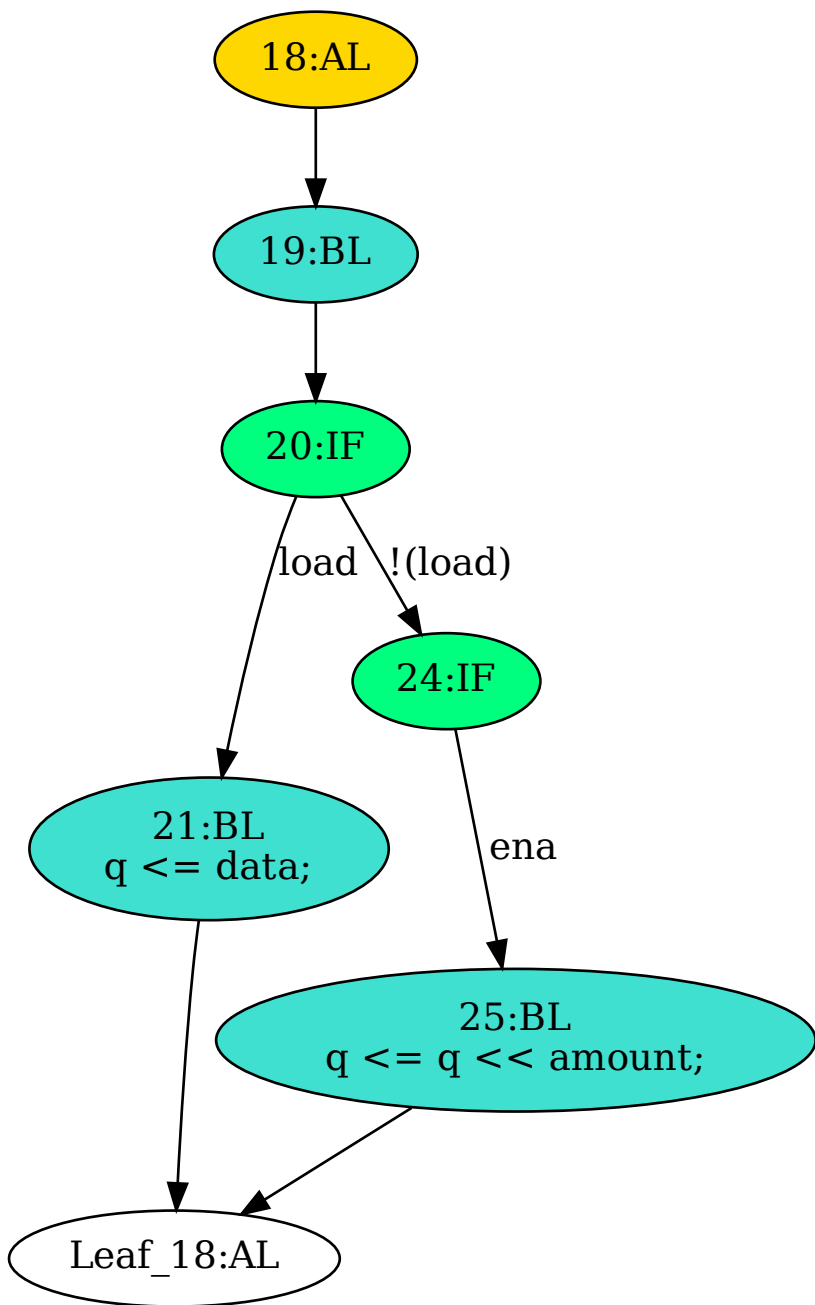 18:AL
19:BL
20:IF
load
!(load)
24:IF
21:BL
q <= data;
ena
25:BL
q <= q << amount;
Leaf_18:AL